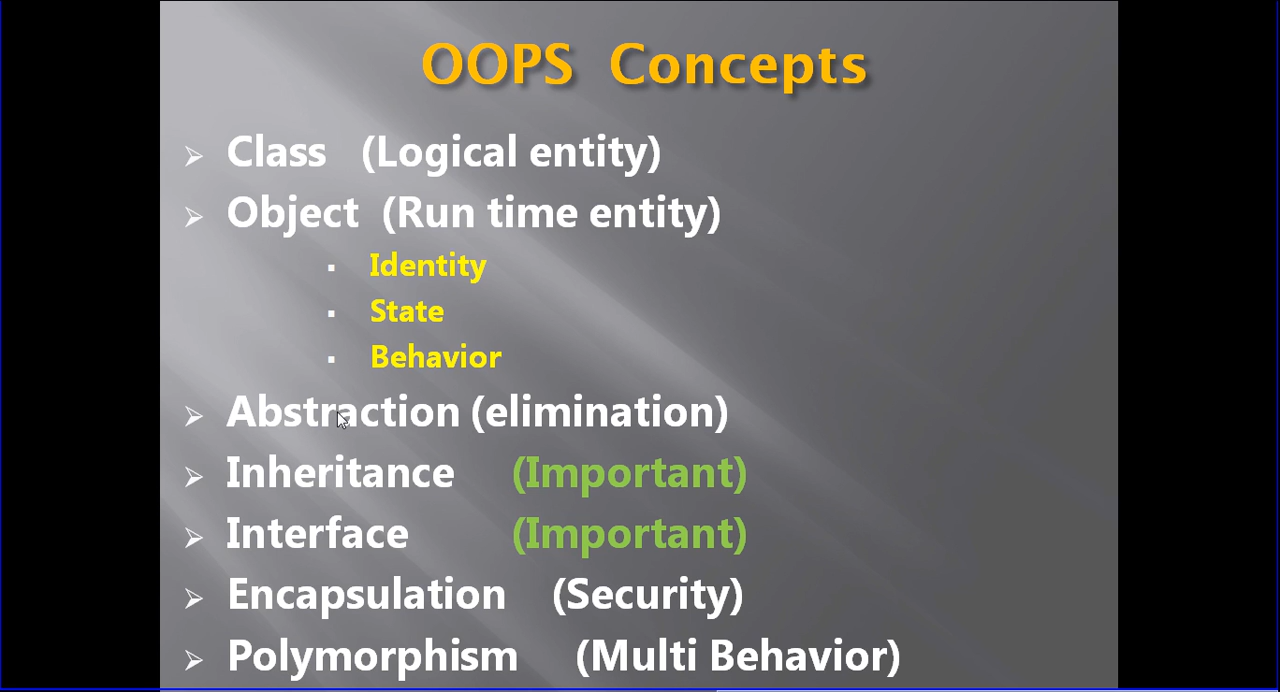 OOPS Concepts
Class (Logical entity)
Object (Run time entity)
Identity
State
Behavior
Abstraction (elimination)
Inheritance (Important)
Interface (Important)
Encapsulation (Security)
Polymorphism (Multi Behavior)